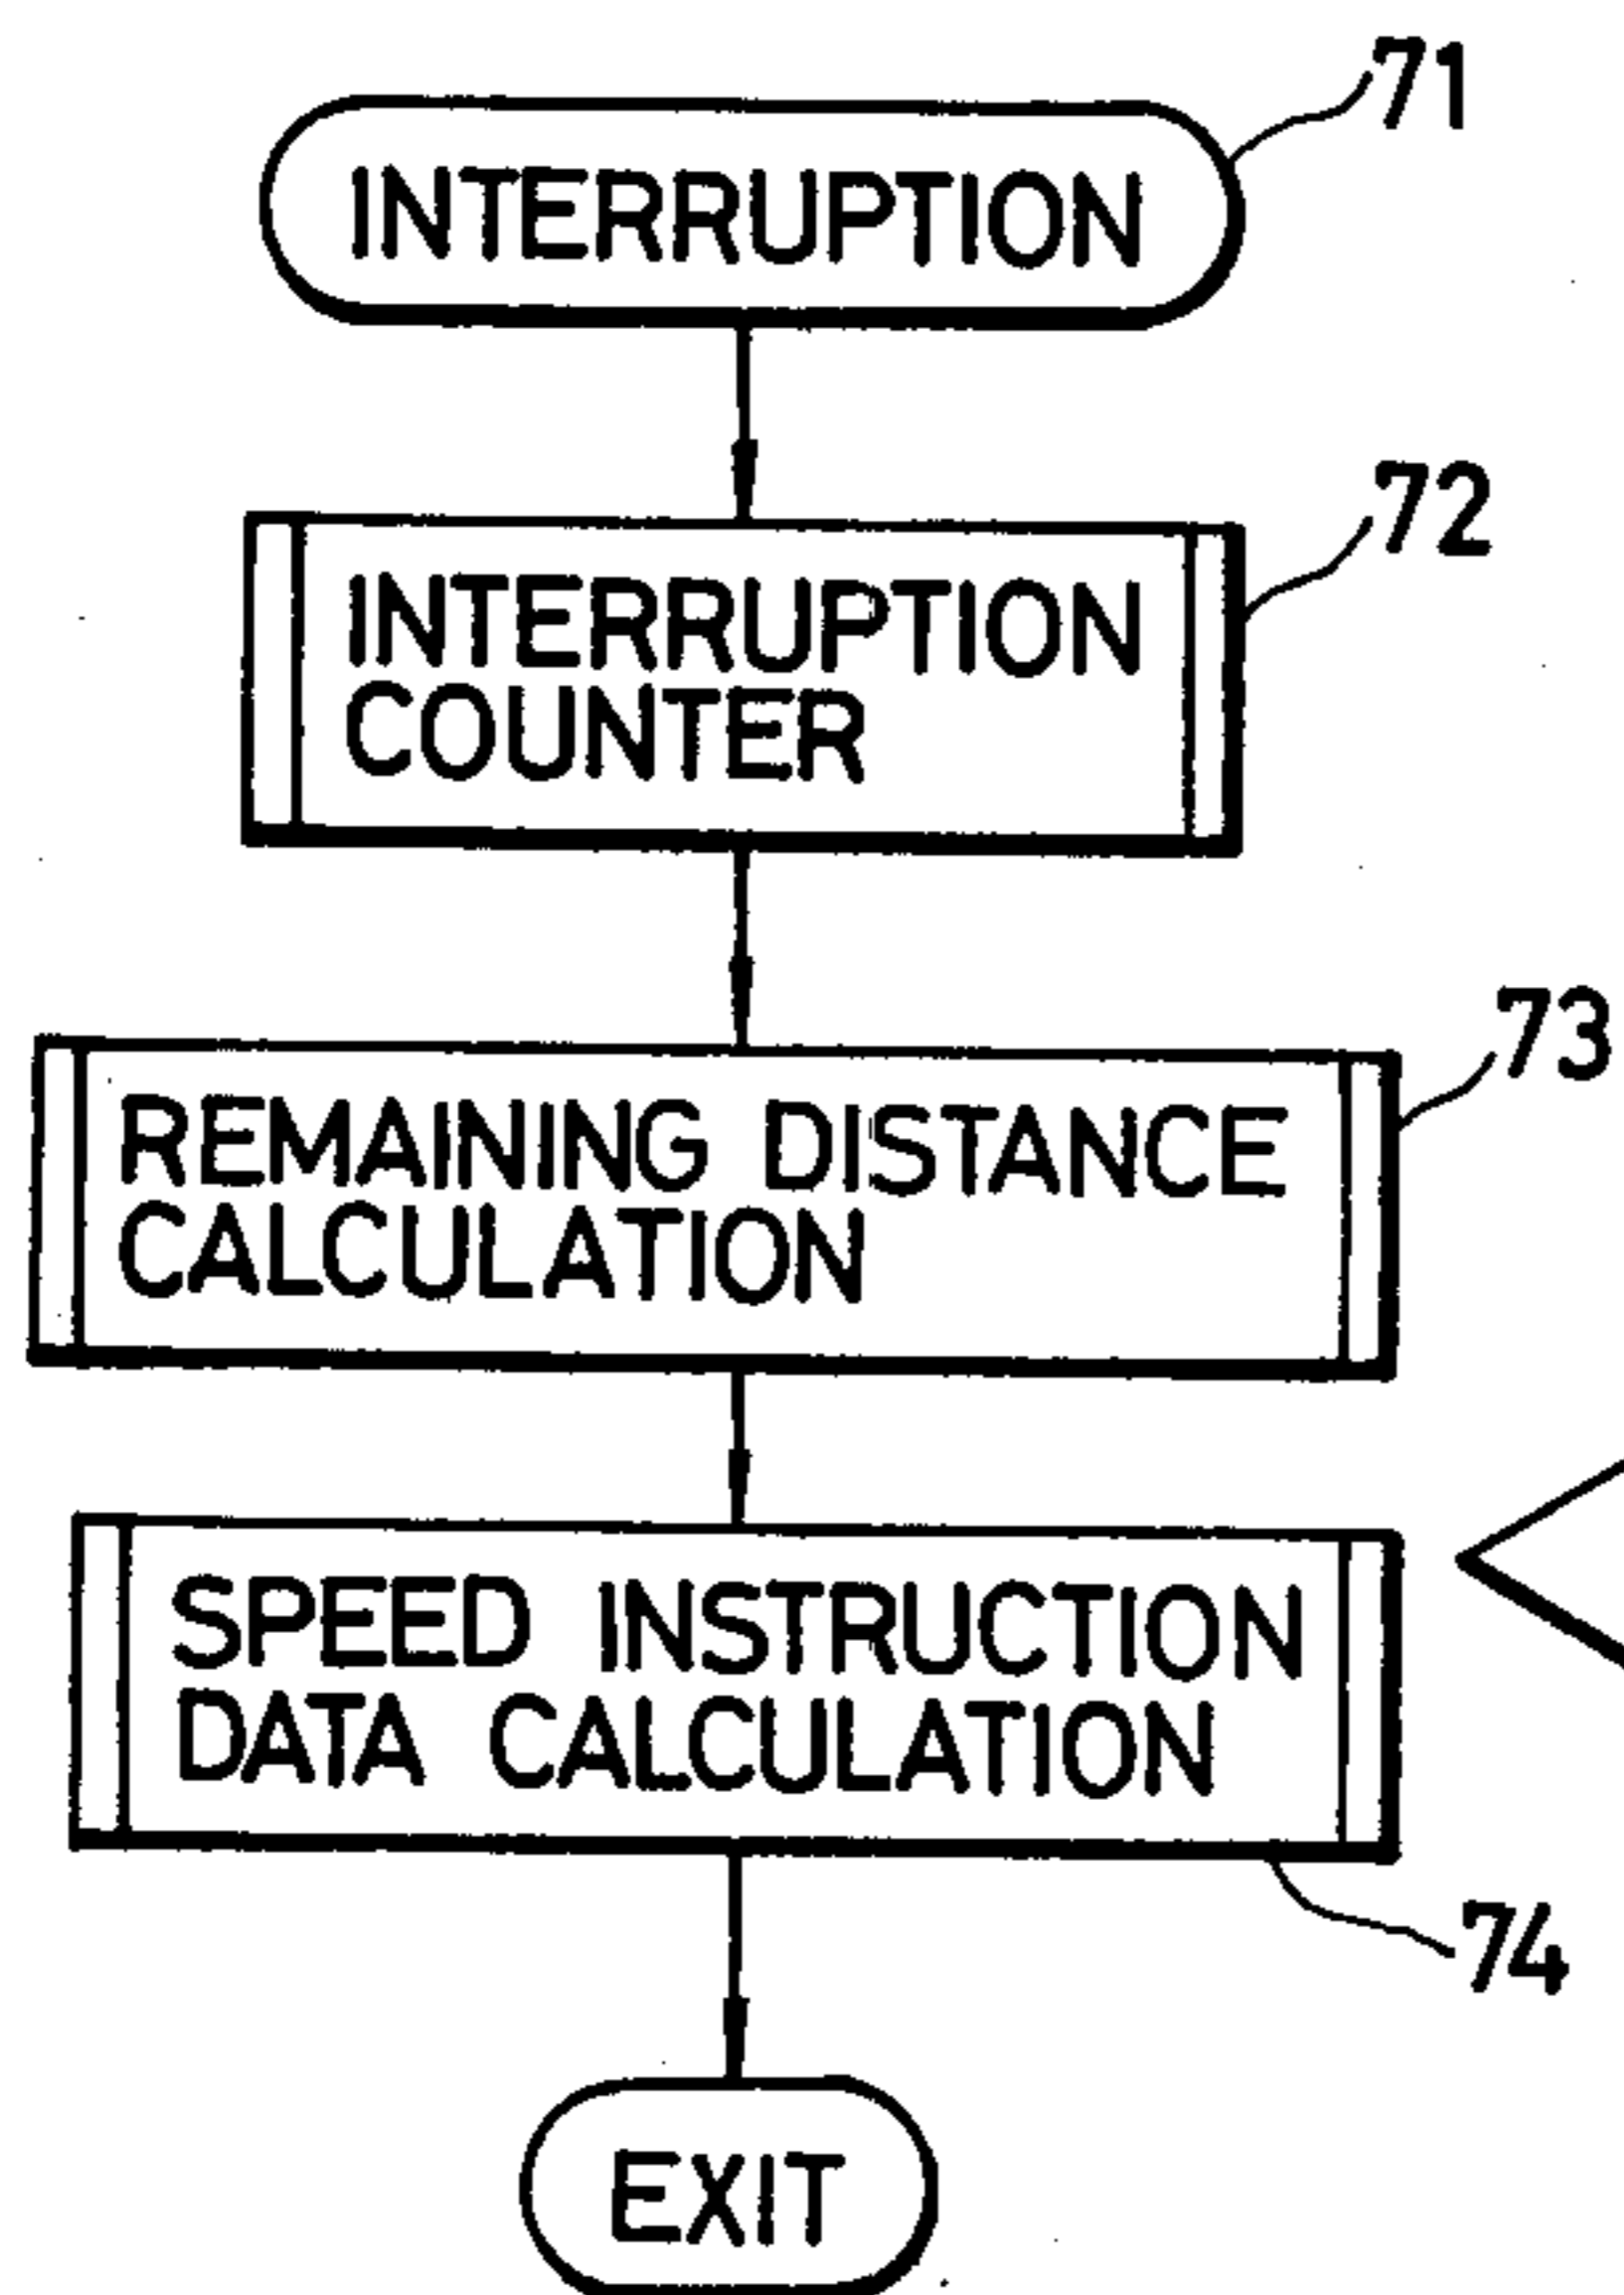 71
INTERRUPTION
72
INTERRUPTION
COUNTER
73
REMAINING DISTANCE
CALCULATION
SPEED INSTRUCTION
DATA CALCULATION
74
EXIT